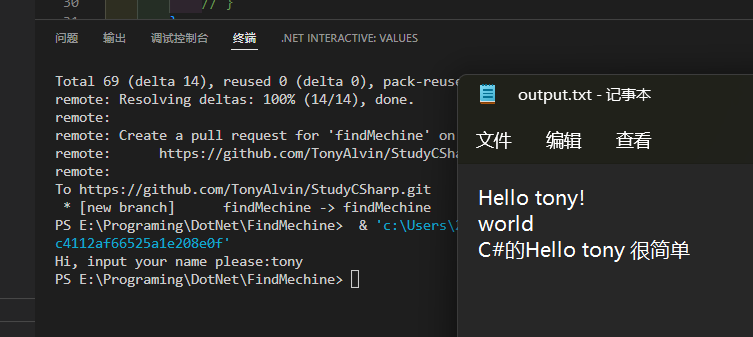 30
// }
31
}
问题 输出 调试控制台 终端 .NET INTERACTIVE: VALUES
Total 69 (delta 14), reused 0 (delta 0), pack-reuse
remote: Resolving deltas: 100% (14/14), done.
remote:
remote: Create a pull request for 'findMechine' on
remote: https://github.com/TonyAlvin/StudyCSha
remote:
To https://github.com/TonyAlvin/StudyCSharp.git
* [new branch] findMechine -> findMechine
PS E:\Programing\DotNet\FindMechine> & 'c:\Users\
c4112af66525a1e208e0f'
Hi, input your name please:tony
PS E:\Programing\DotNet\FindMechine>
output.txt - 记事本
文件 编辑 查看
Hello tony!
world
C#的Hello tony 很简单